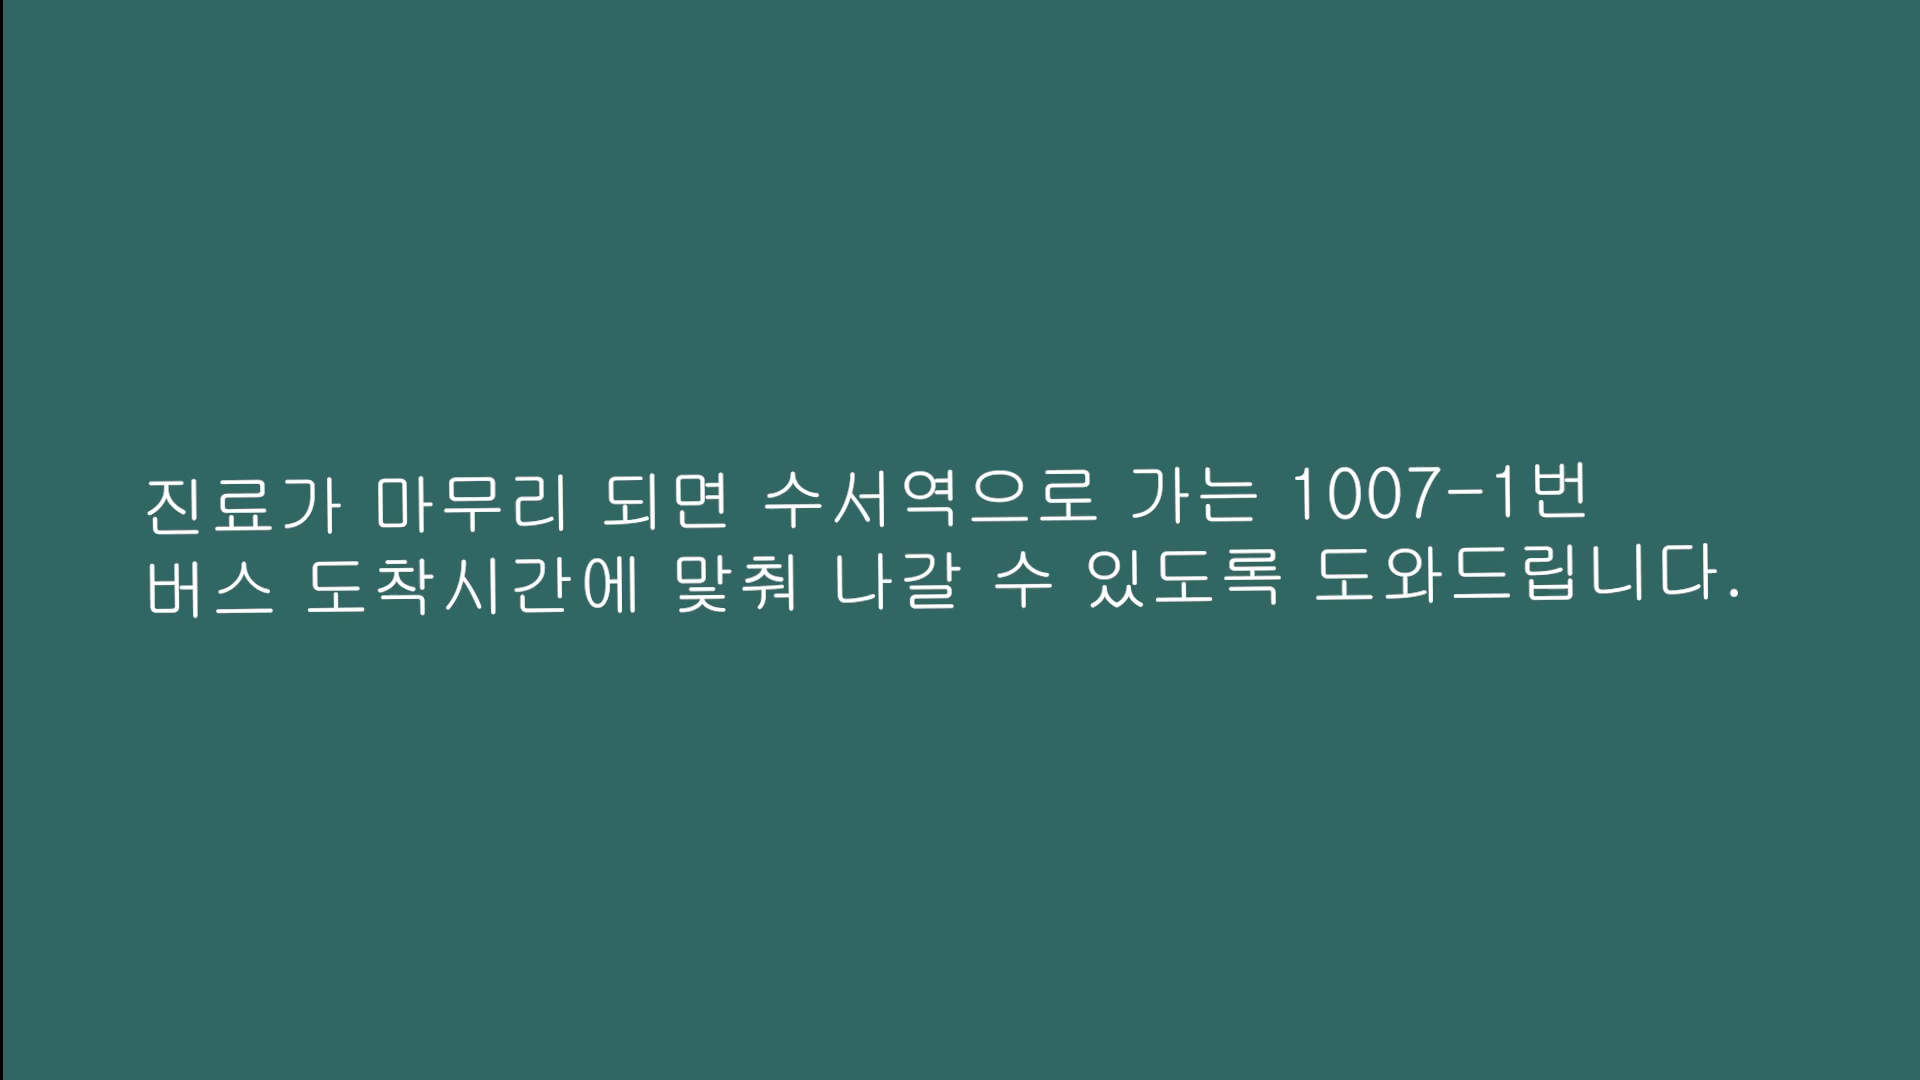 진료가 마무리 되면 수서역으로 가는 1007-1번
버스 도착시간에 맞춰 나갈 수 있도록 도와드립니다.